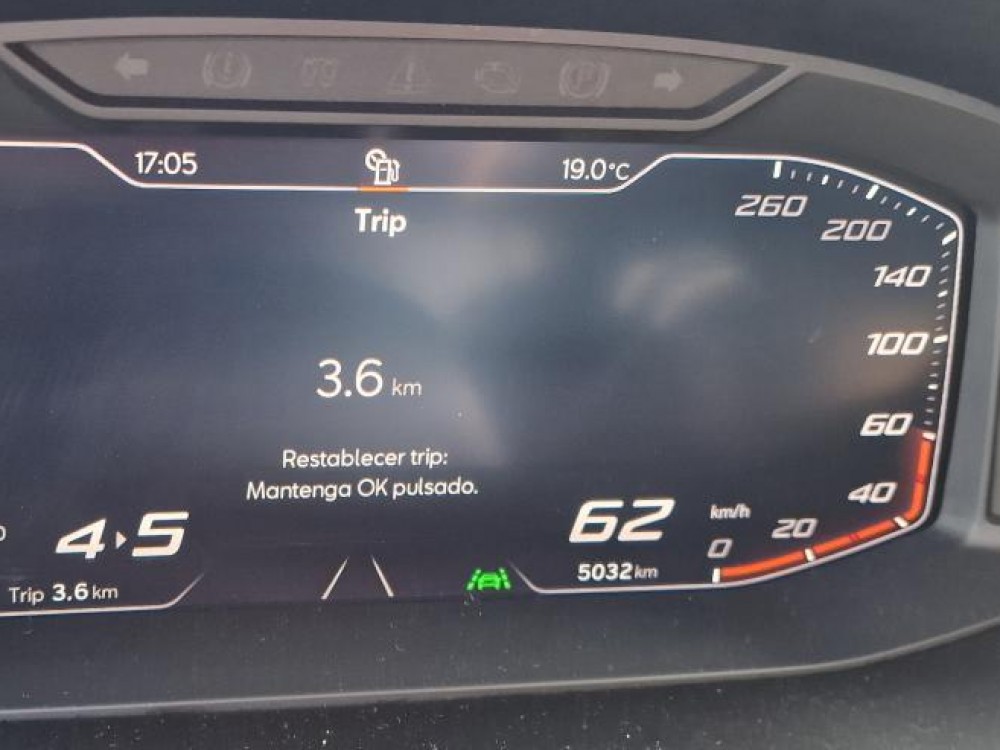 17:05
19.0°C
Trip
260
200
140
100
60
40
20
0
3.6 km
Restablecer trip:
Mantenga OK pulsado.
4▸5
62 km/h
Trip 3.6 km
5032 km